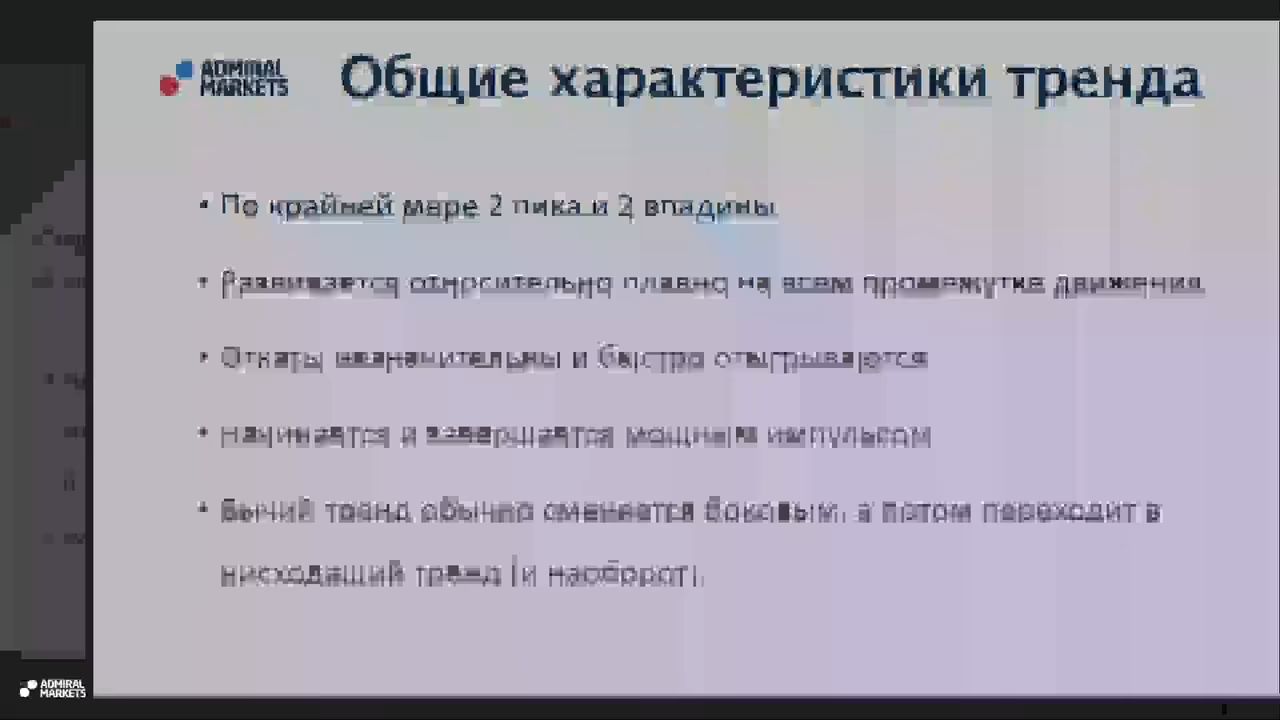 ADMIRAL MARKETS
Общие характеристики тренда
• По крайней мере 2 пика и 2 впадины
• Развивается относительно плавно на всем промежутке движения
• Откаты незначительны и быстро отыгрываются
• Начинается и завершается мощным импульсом
• Бычий тренд обычно сменяется боковым, а потом переходит в
нисходящий тренд (и наоборот).
ADMIRAL MARKETS